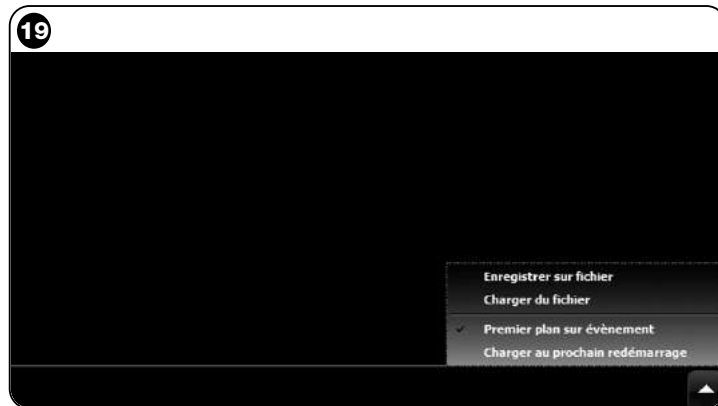 19
Enregistrer sur fichier
Charger du fichier
Premier plan sur évènement
Charger au prochain redémarrage